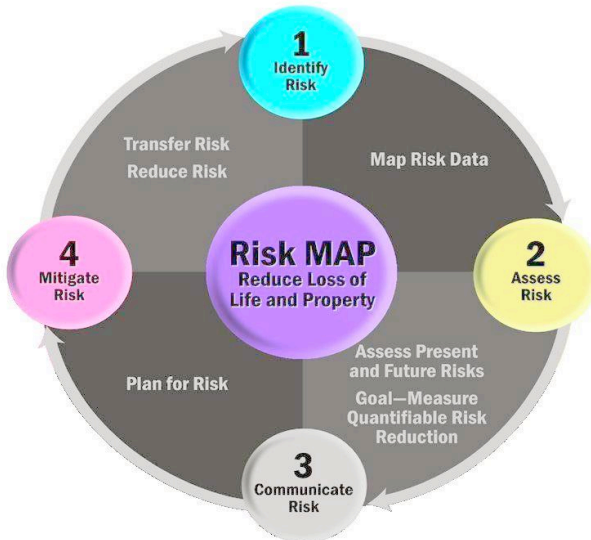 1
Identify
Risk
Transfer Risk
Reduce Risk
Map Risk Data
4
Mitigate
Risk
Risk MAP
Reduce Loss of
Life and Property
2
Assess
Risk
Plan for Risk
Assess Present
and Future Risks
Goal—Measure
Quantifiable Risk
Reduction
3
Communicate
Risk